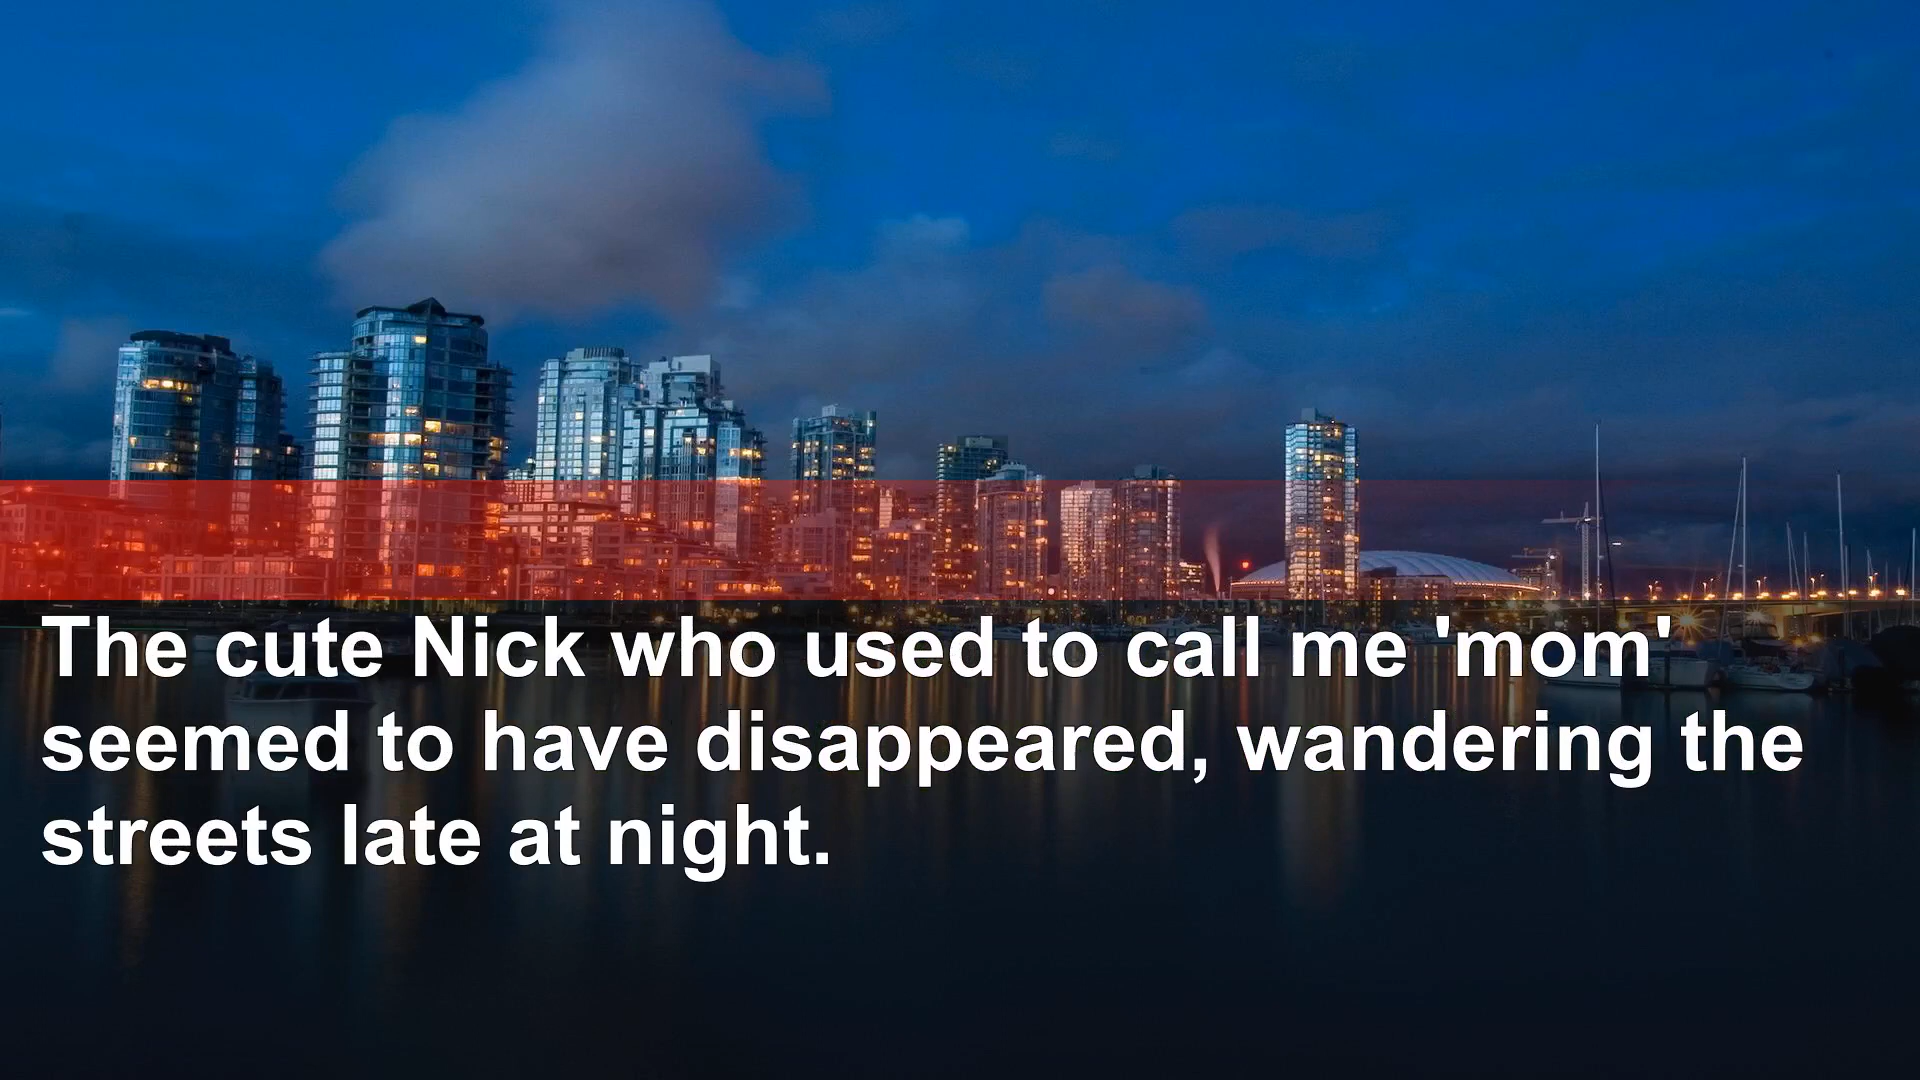 The cute Nick who used to call me 'mom'
seemed to have disappeared, wandering the
streets late at night.